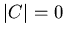 |C| = 0